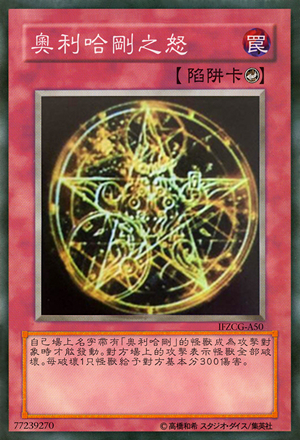 奧利哈剛之怒
罠
【陷阱卡】
IFZCG-A50
自己場上名字帶有「奧利哈剛」的怪獸成為攻擊對
象時才能發動。對方場上的攻擊表示怪獸全部破
壞。每破壞1只怪獸給予對方基本分300傷害。
77239270
©高橋和希 スタジオ・ダイス/集英社